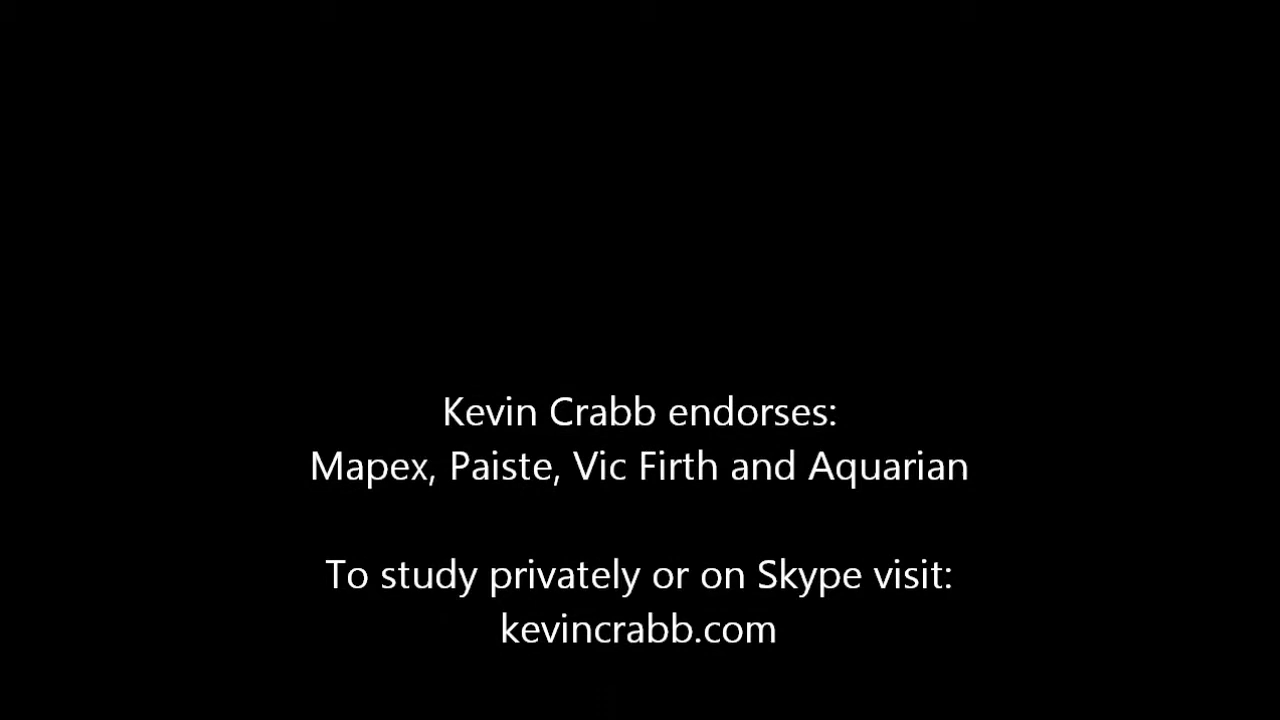 Kevin Crabb endorses:
Mapex, Paiste, Vic Firth and Aquarian
To study privately or on Skype visit:
kevincrabb.com